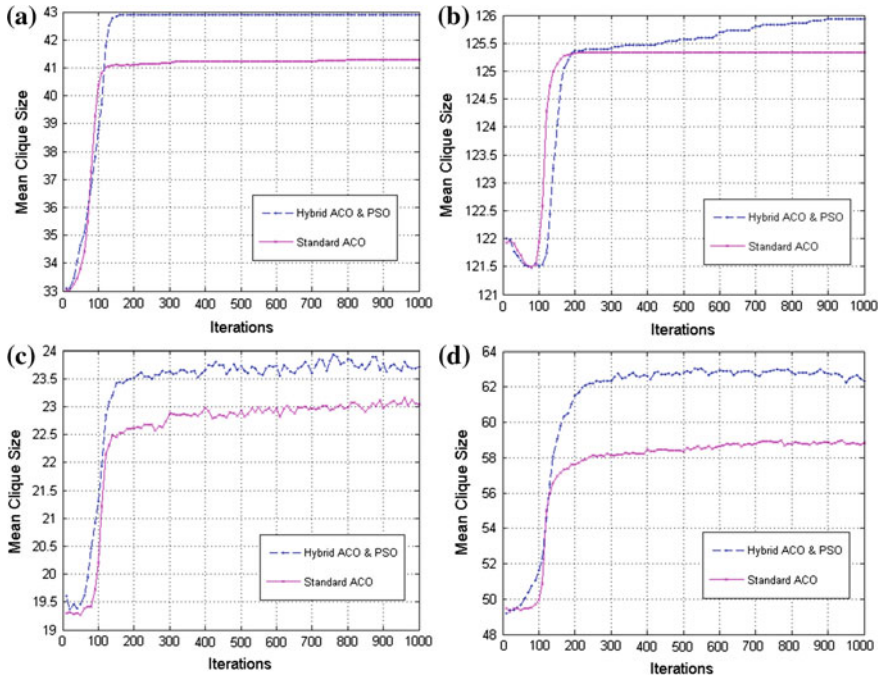 (a)
43
42
41
40
39
38
37
36
35
34
33
Mean Clique Size
0 100 200 300 400 500 600 700 800 900 1000
Iterations
Hybrid ACO & PSO
Standard ACO
(b)
126
125.5
125
124.5
124
123.5
123
122.5
122
121.5
121
Mean Clique Size
0 100 200 300 400 500 600 700 800 900 1000
Iterations
Hybrid ACO & PSO
Standard ACO
(c)
24
23.5
23
22.5
22
21.5
21
20.5
20
19.5
19
Mean Clique Size
0 100 200 300 400 500 600 700 800 900 1000
Iterations
Hybrid ACO & PSO
Standard ACO
(d)
64
62
60
58
56
54
52
50
48
Mean Clique Size
0 100 200 300 400 500 600 700 800 900 1000
Iterations
Hybrid ACO & PSO
Standard ACO